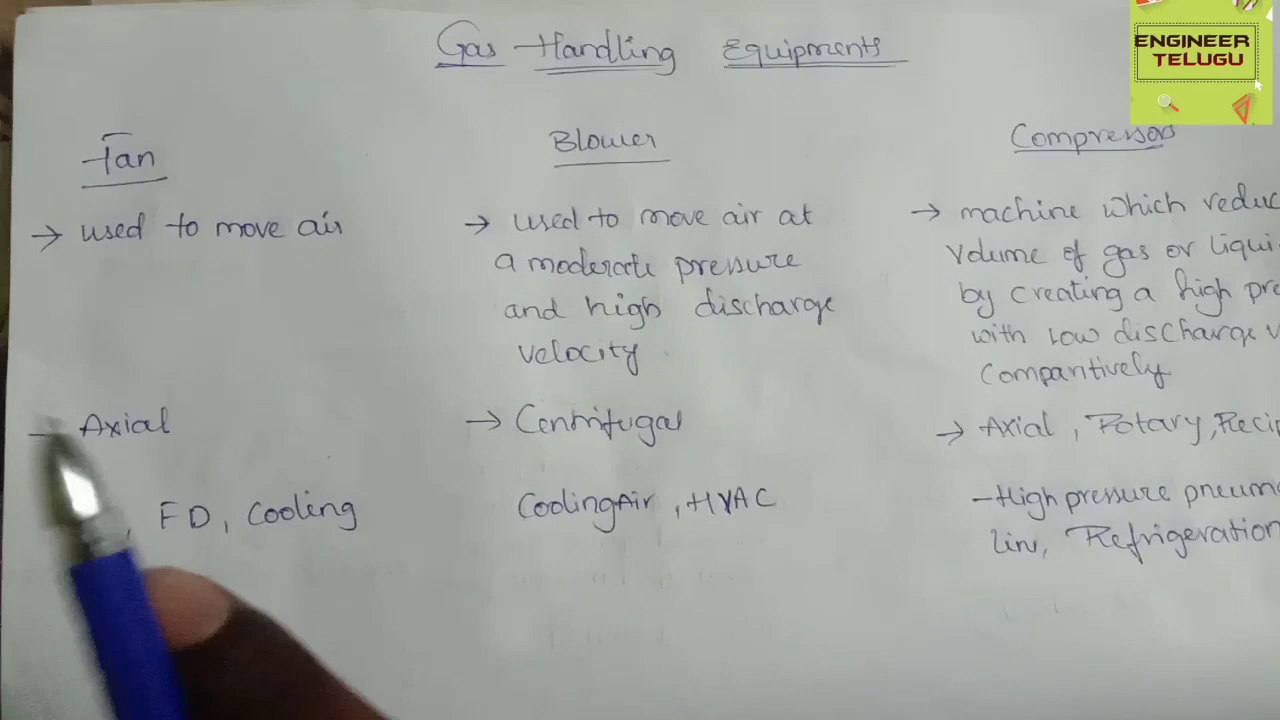 Gas Handling Equipments
ENGINEER
TELUGU
Fan
→ used to move air
→ Axial
, FD, Cooling
Blower
→ used to move air at
a moderate pressure
and high discharge
velocity
→ Centrifugal
CoolingAir, HVAC
Compressors
→ machine which reduc
volume of gas or liqui
by creating a high pre
with low discharge v
compantively
→ Axial, Rotary, Recip
- High pressure pneum
line, Refrigeration